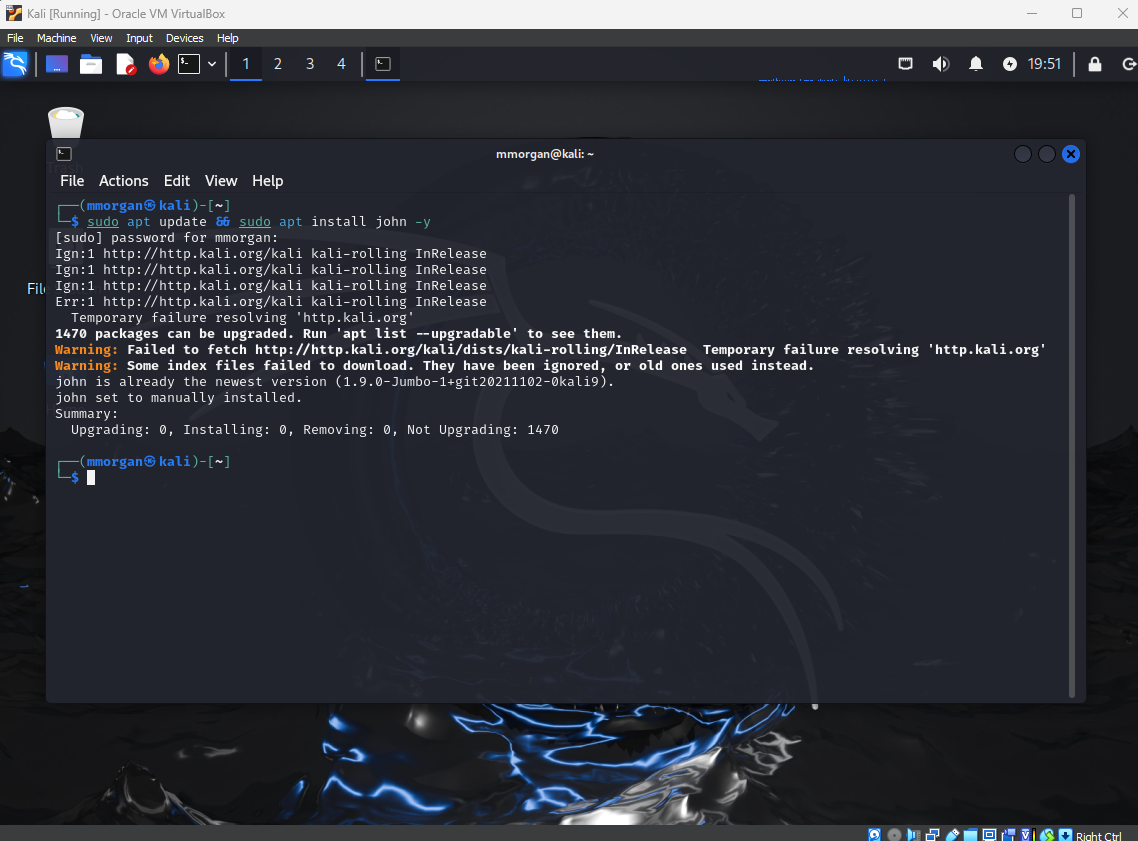 Kali [Running] - Oracle VM VirtualBox
File Machine View Input Devices Help
1 2 3 4 19:51
mmorgan@kali: ~
File Actions Edit View Help
┌──(mmorgan㉿kali)-[~]
└─$ sudo apt update && sudo apt install john -y
[sudo] password for mmorgan:
Ign:1 http://http.kali.org/kali kali-rolling InRelease
Ign:1 http://http.kali.org/kali kali-rolling InRelease
Ign:1 http://http.kali.org/kali kali-rolling InRelease
Err:1 http://http.kali.org/kali kali-rolling InRelease
  Temporary failure resolving 'http.kali.org'
1470 packages can be upgraded. Run 'apt list --upgradable' to see them.
Warning: Failed to fetch http://http.kali.org/kali/dists/kali-rolling/InRelease  Temporary failure resolving 'http.kali.org'
Warning: Some index files failed to download. They have been ignored, or old ones used instead.
john is already the newest version (1.9.0-Jumbo-1+git20211102-0kali9).
john set to manually installed.
Summary:
  Upgrading: 0, Installing: 0, Removing: 0, Not Upgrading: 1470
┌──(mmorgan㉿kali)-[~]
└─$
Right Ctrl